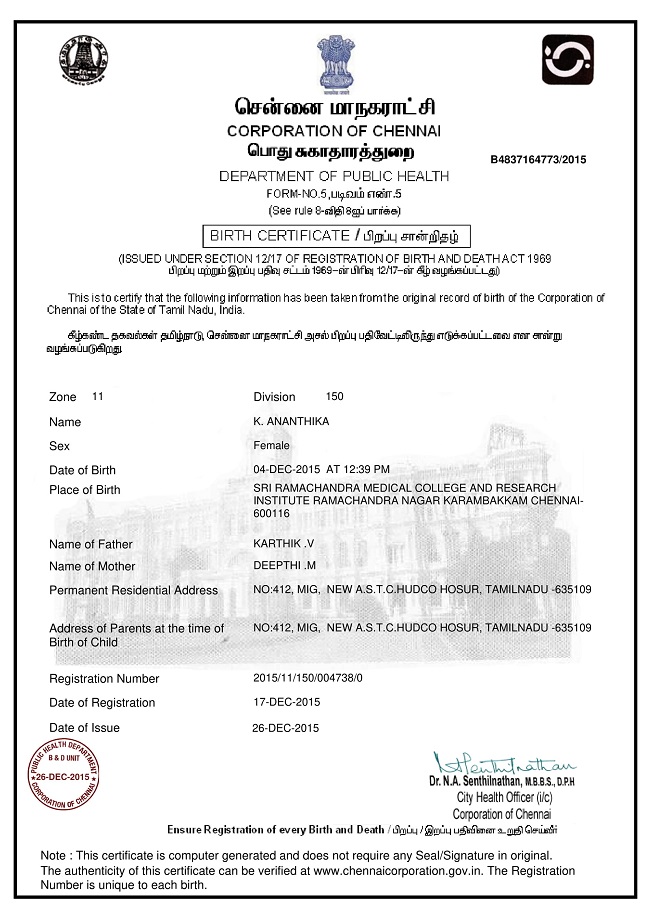 சென்னை மாநகராட்சி
CORPORATION OF CHENNAI
பொது சுகாதாரத்துறை
B4837164773/2015
DEPARTMENT OF PUBLIC HEALTH
FORM-NO.5,படிவம் எண்.5
(See rule 8-விதி 8ஐப் பார்க்க)
BIRTH CERTIFICATE / பிறப்பு சான்றிதழ்
(ISSUED UNDER SECTION 12/17 OF REGISTRATION OF BIRTH AND DEATH ACT 1969
பிறப்பு மற்றும் இறப்பு பதிவு சட்டம் 1969-ன் பிரிவு 12/17-ன் கீழ் வழங்கப்பட்டது)
This is to certify that the following information has been taken from the original record of birth of the Corporation of
Chennai of the State of Tamil Nadu, India.
கீழ்கண்ட தகவல்கள் தமிழ்நாடு, சென்னை மாநகராட்சி அசல் பிறப்பு பதிவேட்டிலிருந்து எடுக்கப்பட்டவை என சான்று
வழங்கப்படுகிறது.
Zone 11 Division 150
Name K. ANANTHIKA
Sex Female
Date of Birth 04-DEC-2015 AT 12:39 PM
Place of Birth SRI RAMACHANDRA MEDICAL COLLEGE AND RESEARCH
INSTITUTE RAMACHANDRA NAGAR KARAMBAKKAM CHENNAI-
600116
Name of Father KARTHIK .V
Name of Mother DEEPTHI .M
Permanent Residential Address NO:412, MIG, NEW A.S.T.C.HUDCO HOSUR, TAMILNADU -635109
Address of Parents at the time of NO:412, MIG, NEW A.S.T.C.HUDCO HOSUR, TAMILNADU -635109
Birth of Child
Registration Number 2015/11/150/004738/0
Date of Registration 17-DEC-2015
Date of Issue 26-DEC-2015
PUBLIC HEALTH DEPARTMENT
B & D UNIT
26-DEC-2015
CORPORATION OF CHENNAI
Dr. N.A. Senthilnathan, M.B.B.S., D.P.H
City Health Officer (i/c)
Corporation of Chennai
Ensure Registration of every Birth and Death / பிறப்பு / இறப்பு பதிவினை உறுதி செய்வீர்
Note : This certificate is computer generated and does not require any Seal/Signature in original.
The authenticity of this certificate can be verified at www.chennaicorporation.gov.in. The Registration
Number is unique to each birth.